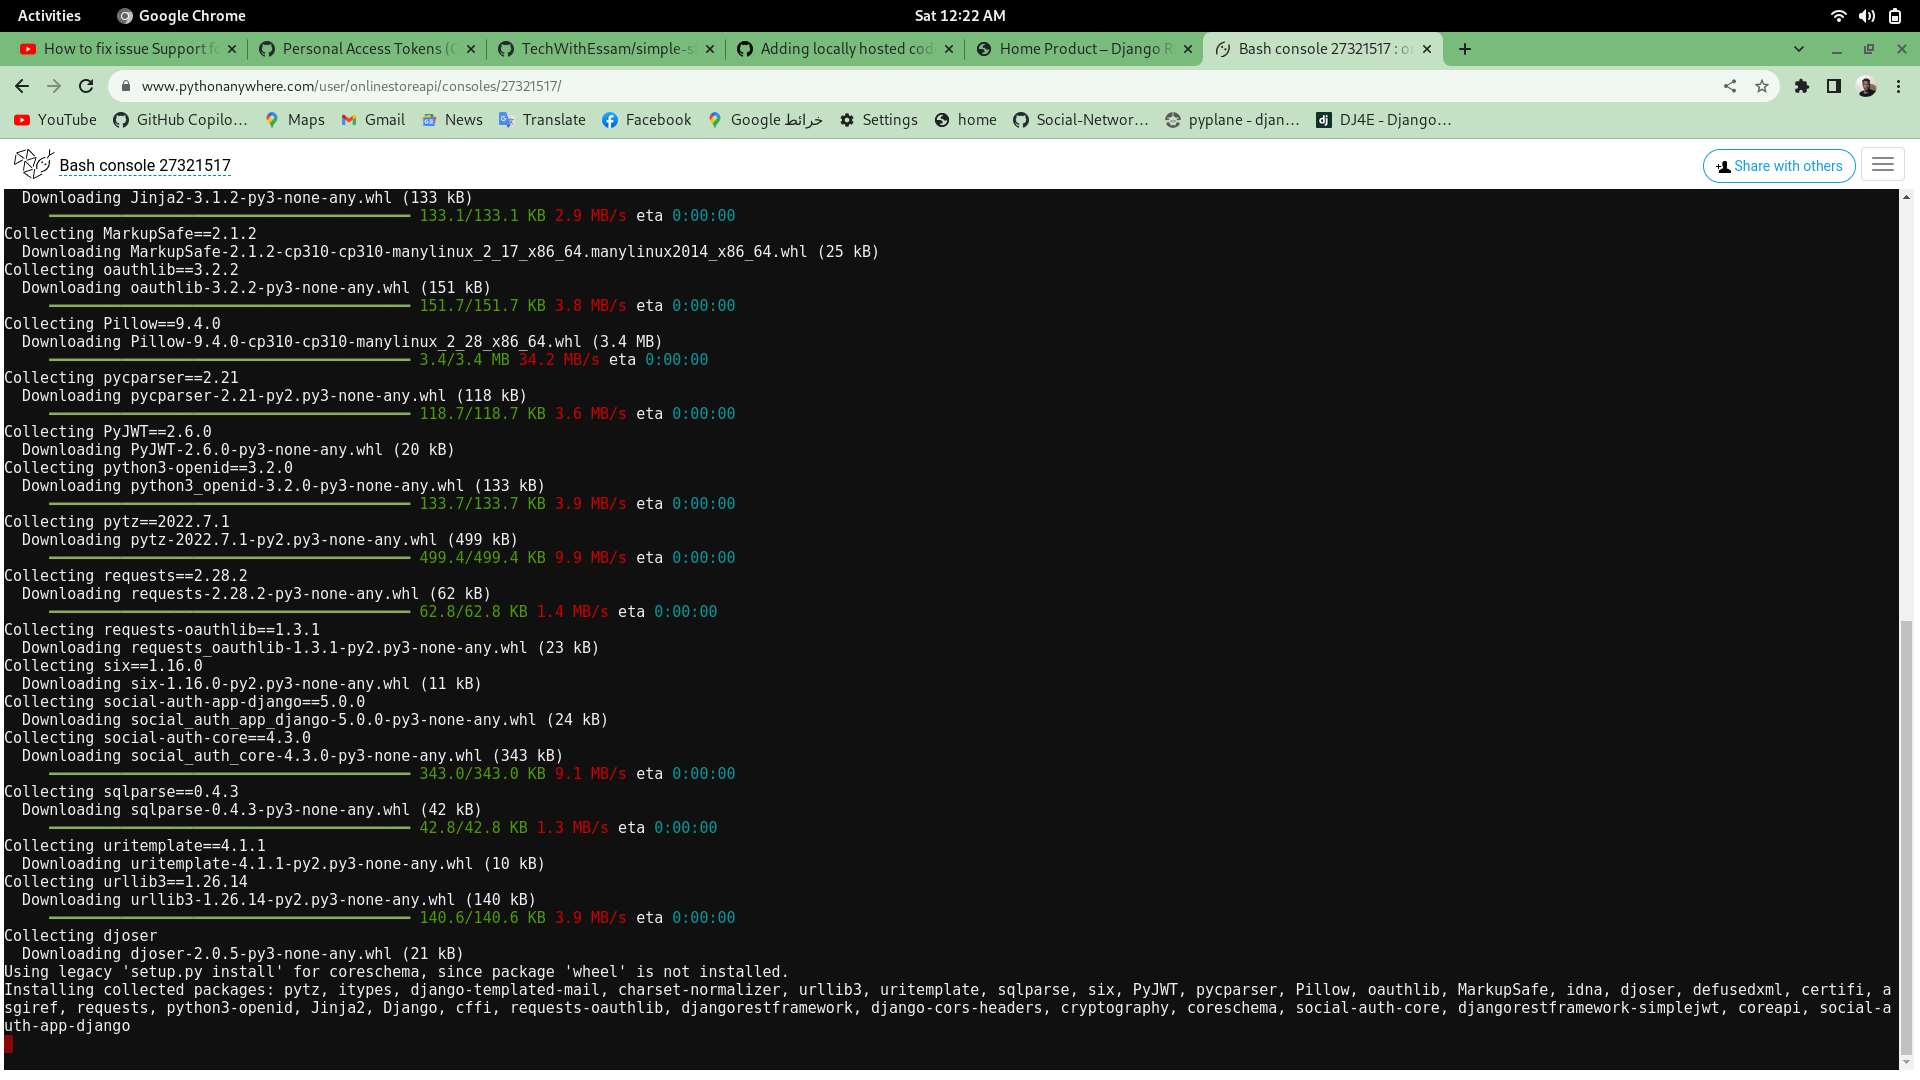 Activities Google Chrome Sat 12:22 AM
How to fix issue Support f Personal Access Tokens (C TechWithEssam/simple-s Adding locally hosted cod Home Product – Django R Bash console 27321517 : o
www.pythonanywhere.com/user/onlinestoreapi/consoles/27321517/
YouTube GitHub Copilo... Maps Gmail News Translate Facebook Google خرائط Settings home Social-Networ... pyplane - djan... DJ4E - Django...
Bash console 27321517 Share with others
Downloading Jinja2-3.1.2-py3-none-any.whl (133 kB)
133.1/133.1 KB 2.9 MB/s eta 0:00:00
Collecting MarkupSafe==2.1.2
Downloading MarkupSafe-2.1.2-cp310-cp310-manylinux_2_17_x86_64.manylinux2014_x86_64.whl (25 kB)
Collecting oauthlib==3.2.2
Downloading oauthlib-3.2.2-py3-none-any.whl (151 kB)
151.7/151.7 KB 3.8 MB/s eta 0:00:00
Collecting Pillow==9.4.0
Downloading Pillow-9.4.0-cp310-cp310-manylinux_2_28_x86_64.whl (3.4 MB)
3.4/3.4 MB 34.2 MB/s eta 0:00:00
Collecting pycparser==2.21
Downloading pycparser-2.21-py2.py3-none-any.whl (118 kB)
118.7/118.7 KB 3.6 MB/s eta 0:00:00
Collecting PyJWT==2.6.0
Downloading PyJWT-2.6.0-py3-none-any.whl (20 kB)
Collecting python3-openid==3.2.0
Downloading python3_openid-3.2.0-py3-none-any.whl (133 kB)
133.7/133.7 KB 3.9 MB/s eta 0:00:00
Collecting pytz==2022.7.1
Downloading pytz-2022.7.1-py2.py3-none-any.whl (499 kB)
499.4/499.4 KB 9.9 MB/s eta 0:00:00
Collecting requests==2.28.2
Downloading requests-2.28.2-py3-none-any.whl (62 kB)
62.8/62.8 KB 1.4 MB/s eta 0:00:00
Collecting requests-oauthlib==1.3.1
Downloading requests_oauthlib-1.3.1-py2.py3-none-any.whl (23 kB)
Collecting six==1.16.0
Downloading six-1.16.0-py2.py3-none-any.whl (11 kB)
Collecting social-auth-app-django==5.0.0
Downloading social_auth_app_django-5.0.0-py3-none-any.whl (24 kB)
Collecting social-auth-core==4.3.0
Downloading social_auth_core-4.3.0-py3-none-any.whl (343 kB)
343.0/343.0 KB 9.1 MB/s eta 0:00:00
Collecting sqlparse==0.4.3
Downloading sqlparse-0.4.3-py3-none-any.whl (42 kB)
42.8/42.8 KB 1.3 MB/s eta 0:00:00
Collecting uritemplate==4.1.1
Downloading uritemplate-4.1.1-py2.py3-none-any.whl (10 kB)
Collecting urllib3==1.26.14
Downloading urllib3-1.26.14-py2.py3-none-any.whl (140 kB)
140.6/140.6 KB 3.9 MB/s eta 0:00:00
Collecting djoser
Downloading djoser-2.0.5-py3-none-any.whl (21 kB)
Using legacy 'setup.py install' for coreschema, since package 'wheel' is not installed.
Installing collected packages: pytz, itypes, django-templated-mail, charset-normalizer, urllib3, uritemplate, sqlparse, six, PyJWT, pycparser, Pillow, oauthlib, MarkupSafe, idna, djoser, defusedxml, certifi, a
sgiref, requests, python3-openid, Jinja2, Django, cffi, requests-oauthlib, djangorestframework, django-cors-headers, cryptography, coreschema, social-auth-core, djangorestframework-simplejwt, coreapi, social-a
uth-app-django